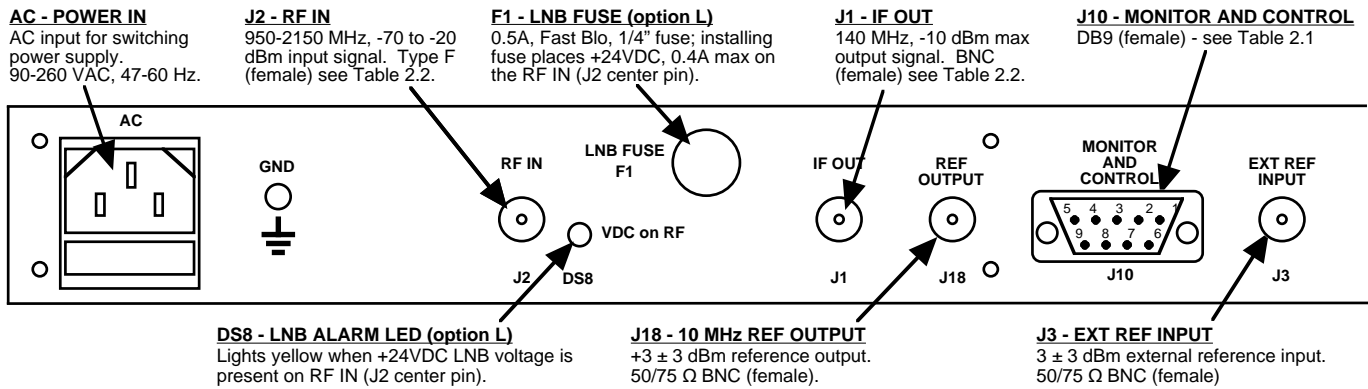 AC - POWER IN
AC input for switching
power supply.
90-260 VAC, 47-60 Hz.
J2 - RF IN
950-2150 MHz, -70 to -20
dBm input signal. Type F
(female) see Table 2.2.
F1 - LNB FUSE (option L)
0.5A, Fast Blo, 1/4” fuse; installing
fuse places +24VDC, 0.4A max on
the RF IN (J2 center pin).
J1 - IF OUT
140 MHz, -10 dBm max
output signal. BNC
(female) see Table 2.2.
J10 - MONITOR AND CONTROL
DB9 (female) - see Table 2.1
AC
GND
RF IN
J2
VDC on RF
DS8
LNB FUSE
F1
IF OUT
J1
REF
OUTPUT
J18
MONITOR
AND
CONTROL
5 4 3 2 1
9 8 7 6
J10
EXT REF
INPUT
J3
DS8 - LNB ALARM LED (option L)
Lights yellow when +24VDC LNB voltage is
present on RF IN (J2 center pin).
J18 - 10 MHz REF OUTPUT
+3 ± 3 dBm reference output.
50/75 Ω BNC (female).
J3 - EXT REF INPUT
3 ± 3 dBm external reference input.
50/75 Ω BNC (female)